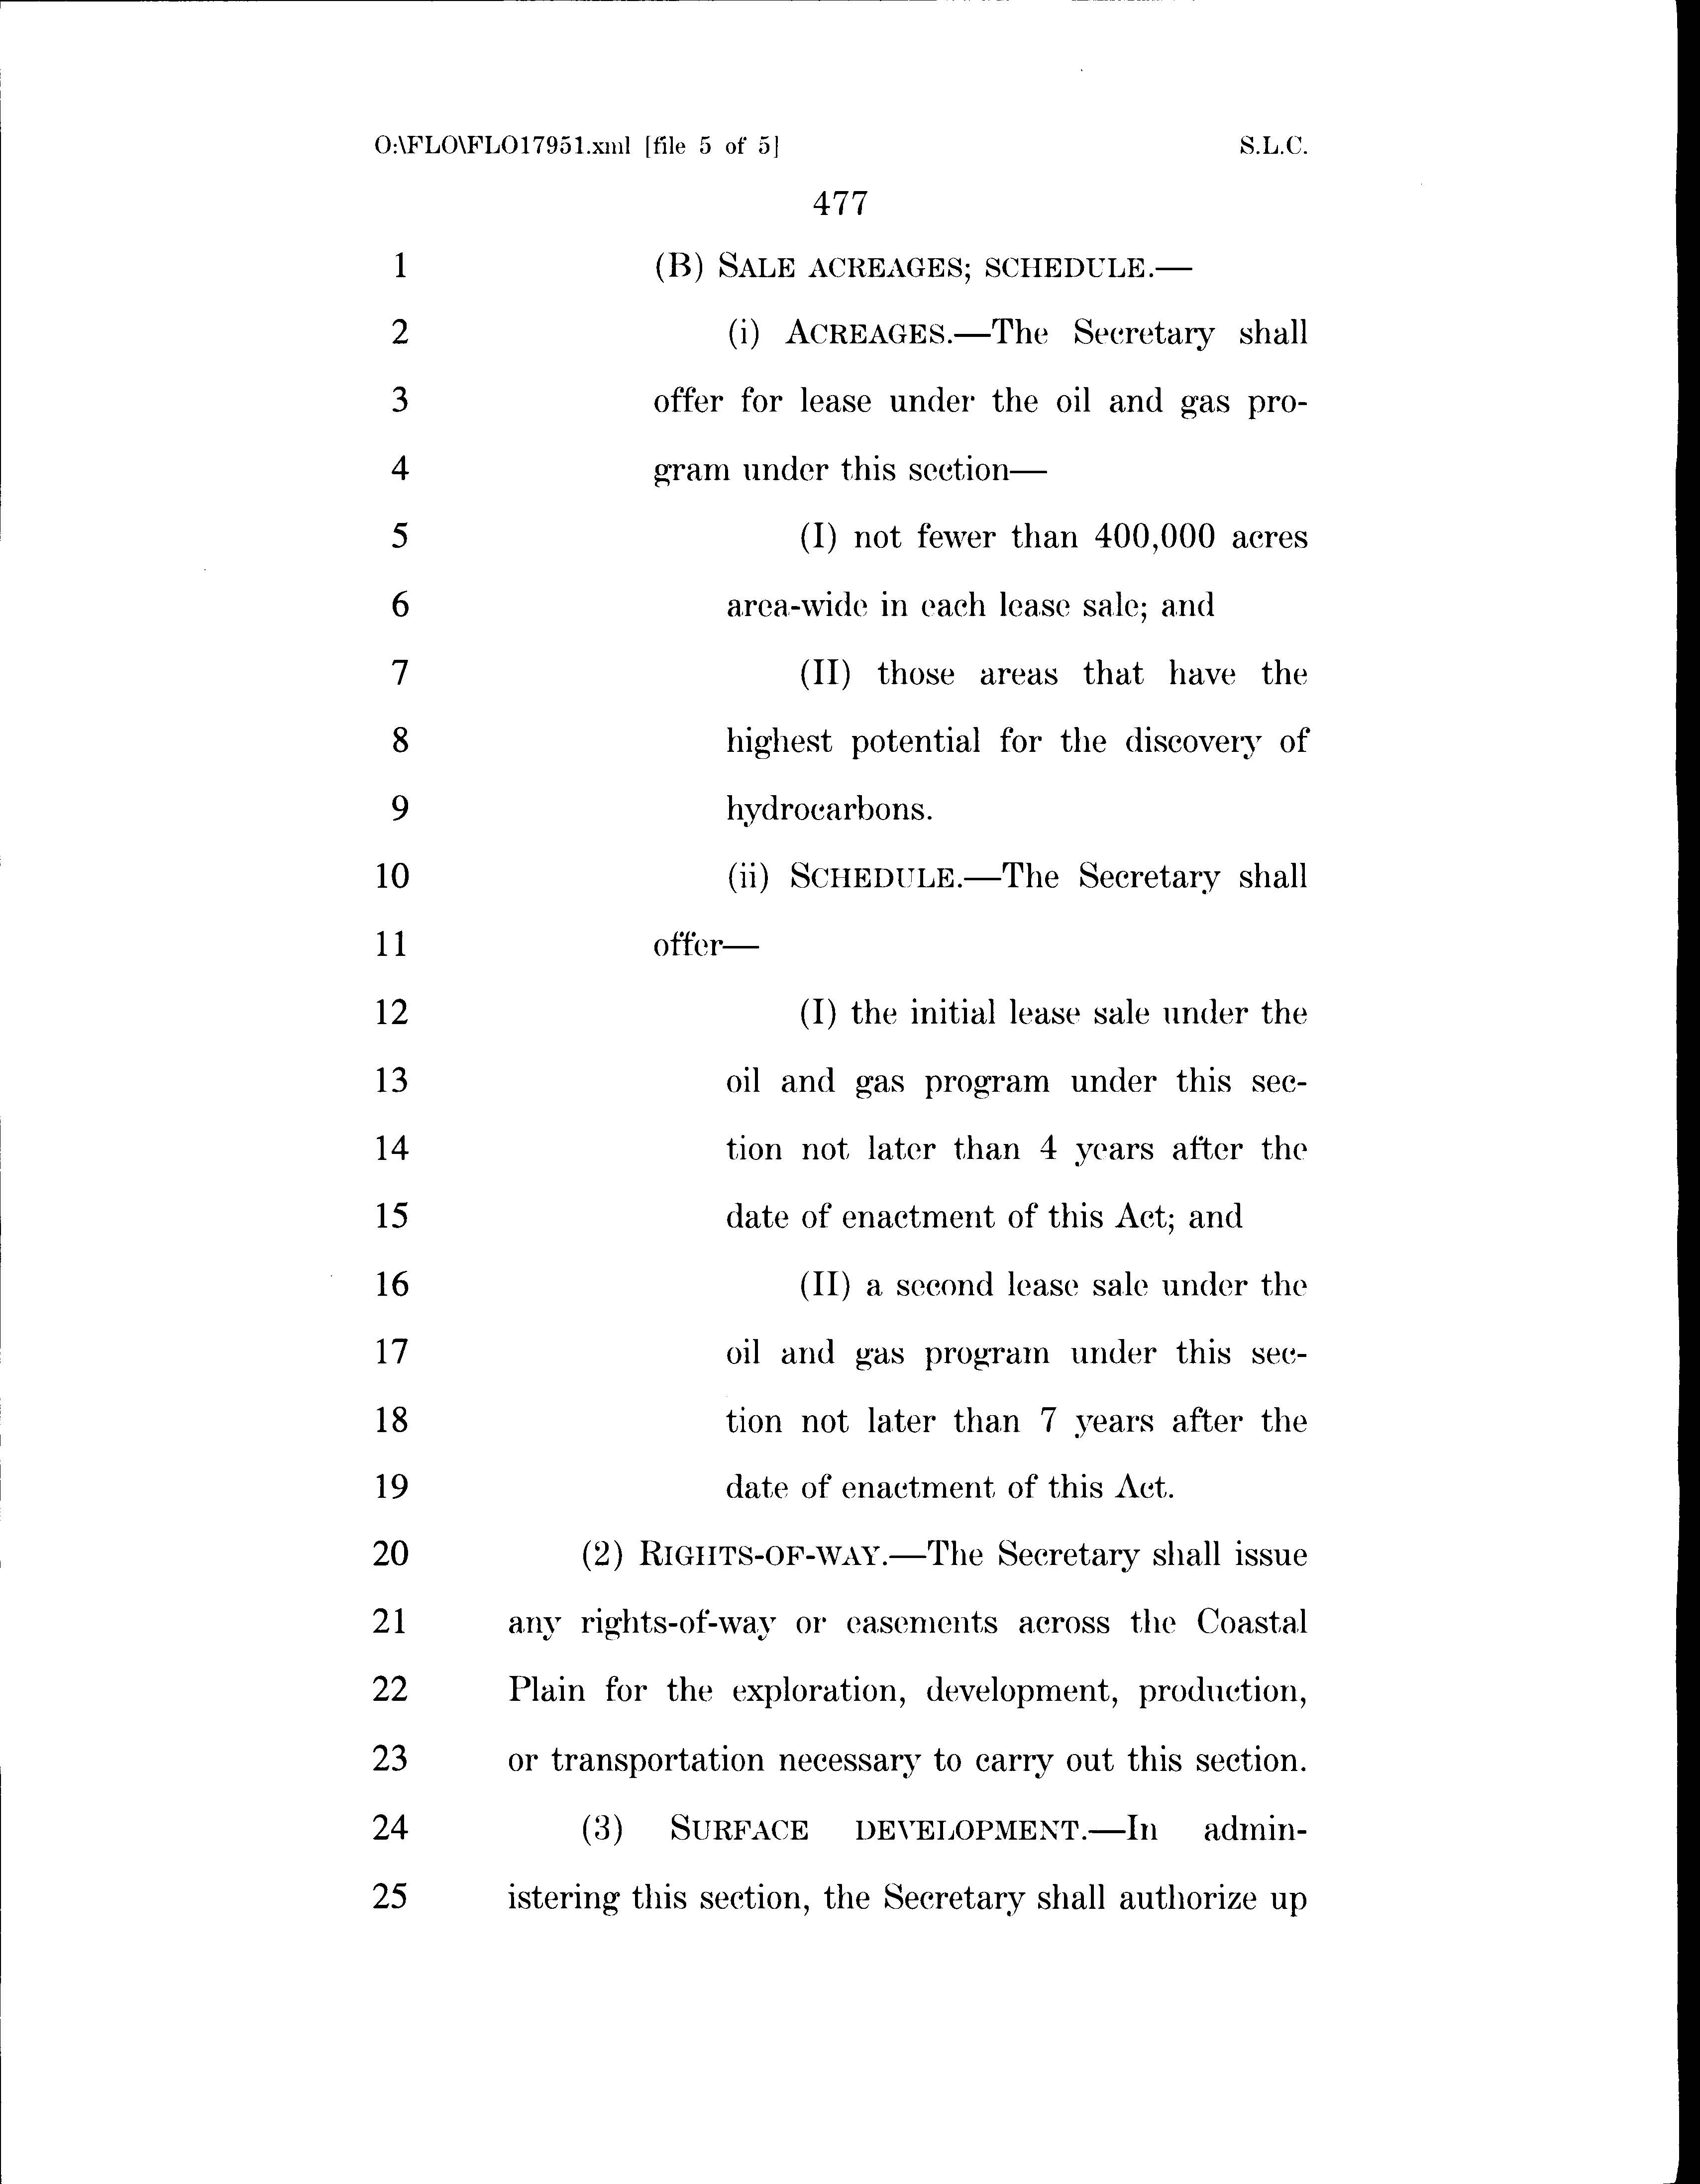 O:\FLO\FLO17951.xml [file 5 of 5] S.L.C.
477
1 (B) SALE ACREAGES; SCHEDULE.—
2 (i) ACREAGES.—The Secretary shall
3 offer for lease under the oil and gas pro-
4 gram under this section—
5 (I) not fewer than 400,000 acres
6 area-wide in each lease sale; and
7 (II) those areas that have the
8 highest potential for the discovery of
9 hydrocarbons.
10 (ii) SCHEDULE.—The Secretary shall
11 offer—
12 (I) the initial lease sale under the
13 oil and gas program under this sec-
14 tion not later than 4 years after the
15 date of enactment of this Act; and
16 (II) a second lease sale under the
17 oil and gas program under this sec-
18 tion not later than 7 years after the
19 date of enactment of this Act.
20 (2) RIGHTS-OF-WAY.—The Secretary shall issue
21 any rights-of-way or easements across the Coastal
22 Plain for the exploration, development, production,
23 or transportation necessary to carry out this section.
24 (3) SURFACE DEVELOPMENT.—In admin-
25 istering this section, the Secretary shall authorize up